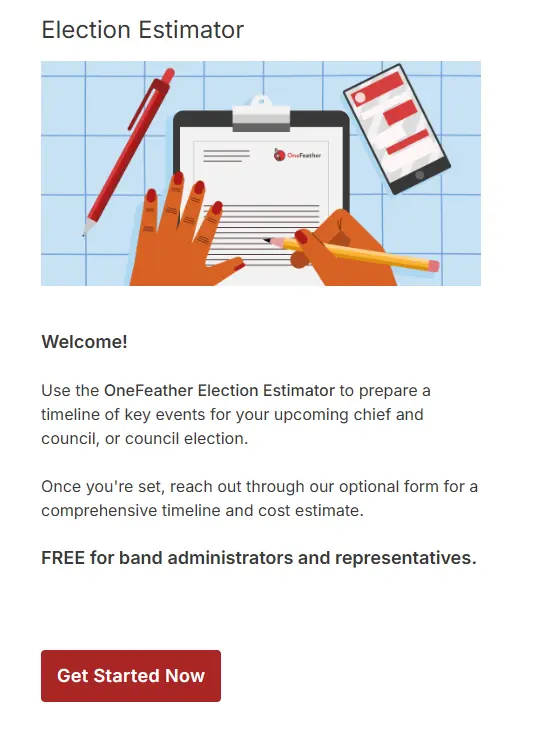 Election Estimator
OneFeather
Welcome!
Use the OneFeather Election Estimator to prepare a
timeline of key events for your upcoming chief and
council, or council election.
Once you're set, reach out through our optional form for a
comprehensive timeline and cost estimate.
FREE for band administrators and representatives.
Get Started Now